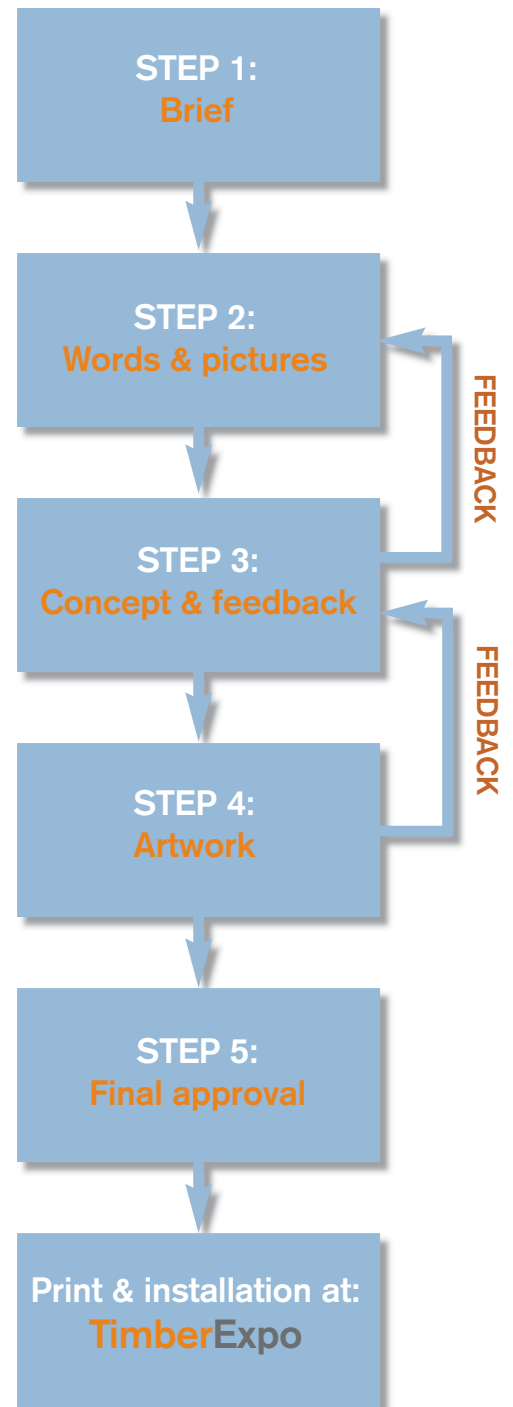 STEP 1:
Brief
STEP 2:
Words & pictures
FEEDBACK
STEP 3:
Concept & feedback
FEEDBACK
STEP 4:
Artwork
STEP 5:
Final approval
Print & installation at:
TimberExpo